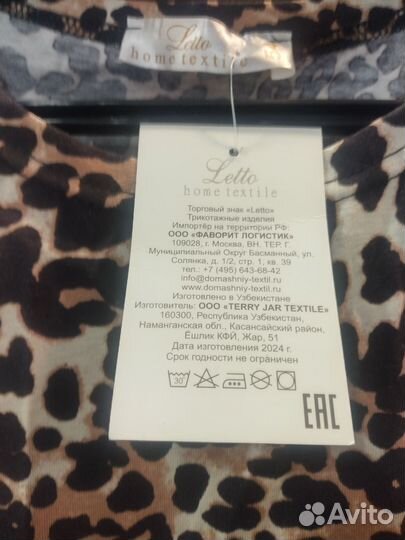 Letto
home textile
Letto
home textile
Торговый знак «Letto»
Трикотажные изделия
Импортёр на территории РФ:
ООО «ФАВОРИТ ЛОГИСТИК»
109028, г. Москва, ВН. ТЕР. Г.
Муниципальный Округ Басманный, ул.
Солянка, д. 1/2, стр. 1, кв. 39
тел.: +7 (495) 643-68-42
info@domashniy-textil.ru
www.domashniy-textil.ru
Изготовлено в Узбекистане
Изготовитель: ООО «TERRY JAR TEXTILE»
160300, Республика Узбекистан,
Наманганская обл., Касансайский район,
Ёшлик КФЙ, Жар, 51
Дата изготовления 2024 г.
Срок годности не ограничен
30
EAC
Avito